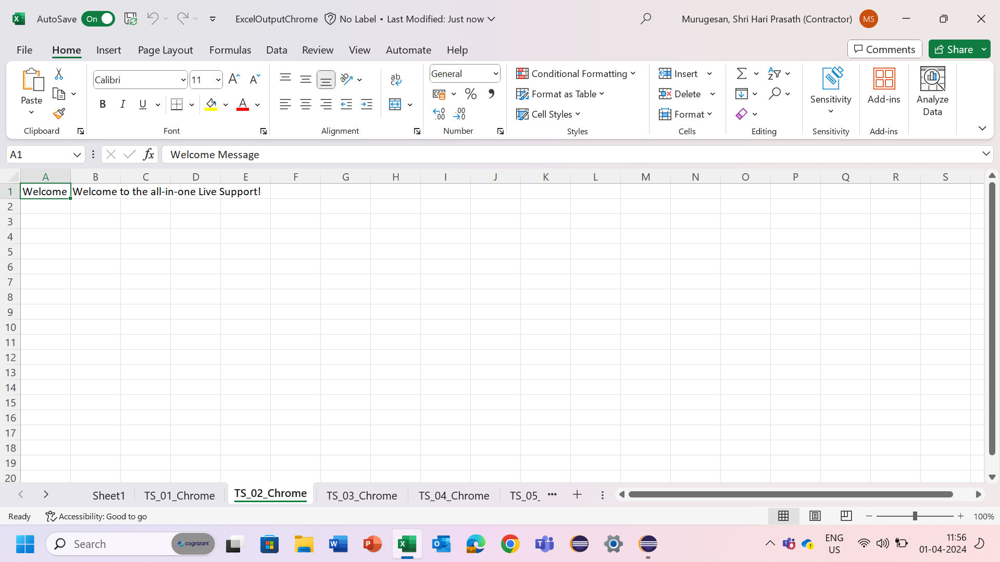 AutoSave On ExcelOutputChrome No Label • Last Modified: Just now Murugesan, Shri Hari Prasath (Contractor) MS
File Home Insert Page Layout Formulas Data Review View Automate Help Comments Share
Paste Calibri 11 General Conditional Formatting Insert Sensitivity Add-ins Analyze Data
Format as Table Delete
B I U A % Cell Styles Format
Clipboard Font Alignment Number Styles Cells Editing Sensitivity Add-ins
A1 fx Welcome Message
A B C D E F G H I J K L M N O P Q R S
1 Welcome Welcome to the all-in-one Live Support!
2
3
4
5
6
7
8
9
10
11
12
13
14
15
16
17
18
19
20
Sheet1 TS_01_Chrome TS_02_Chrome TS_03_Chrome TS_04_Chrome TS_05_ ...
Ready Accessibility: Good to go 100%
Search cognizant ENG US 11:56
01-04-2024